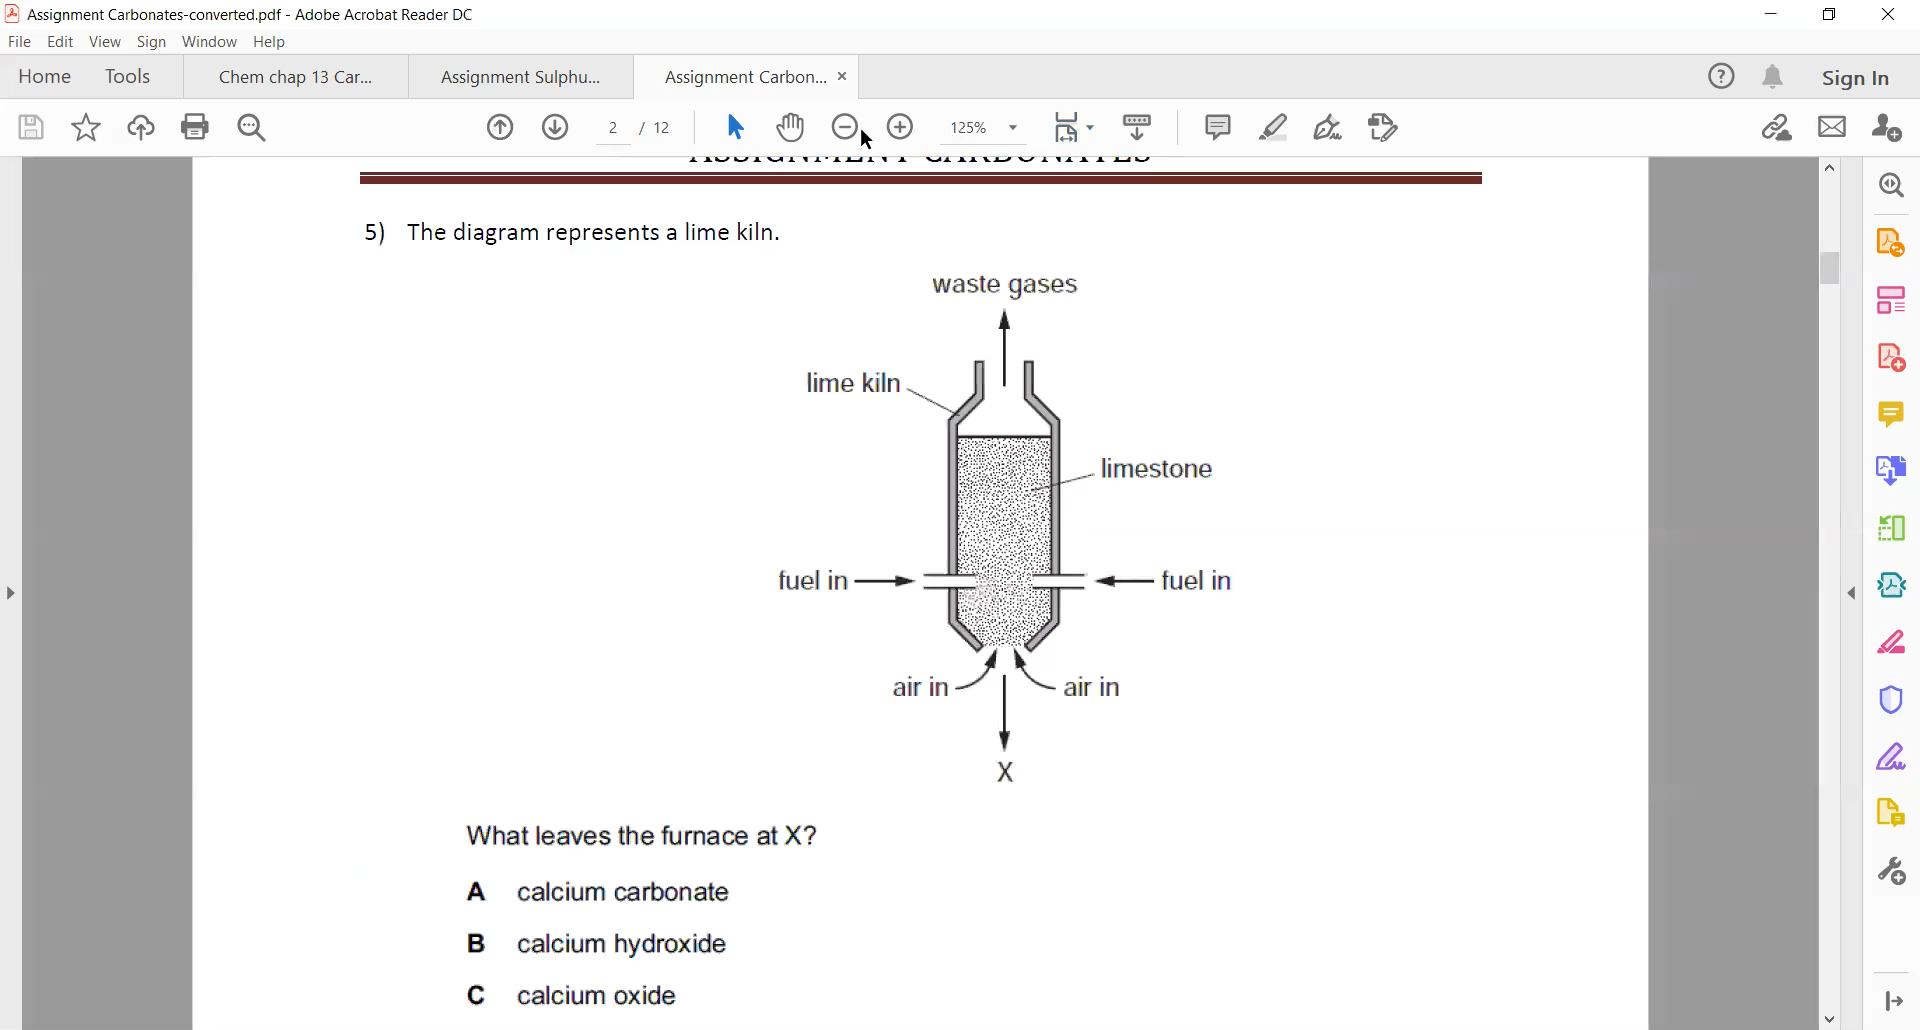 Assignment Carbonates-converted.pdf - Adobe Acrobat Reader DC
File Edit View Sign Window Help
Home Tools Chem chap 13 Car... Assignment Sulphu... Assignment Carbon... × Sign In
2 / 12 125%
ASSIGNMENT CARBONATES
5) The diagram represents a lime kiln.
waste gases
lime kiln
limestone
fuel in fuel in
air in air in
X
What leaves the furnace at X?
A calcium carbonate
B calcium hydroxide
C calcium oxide